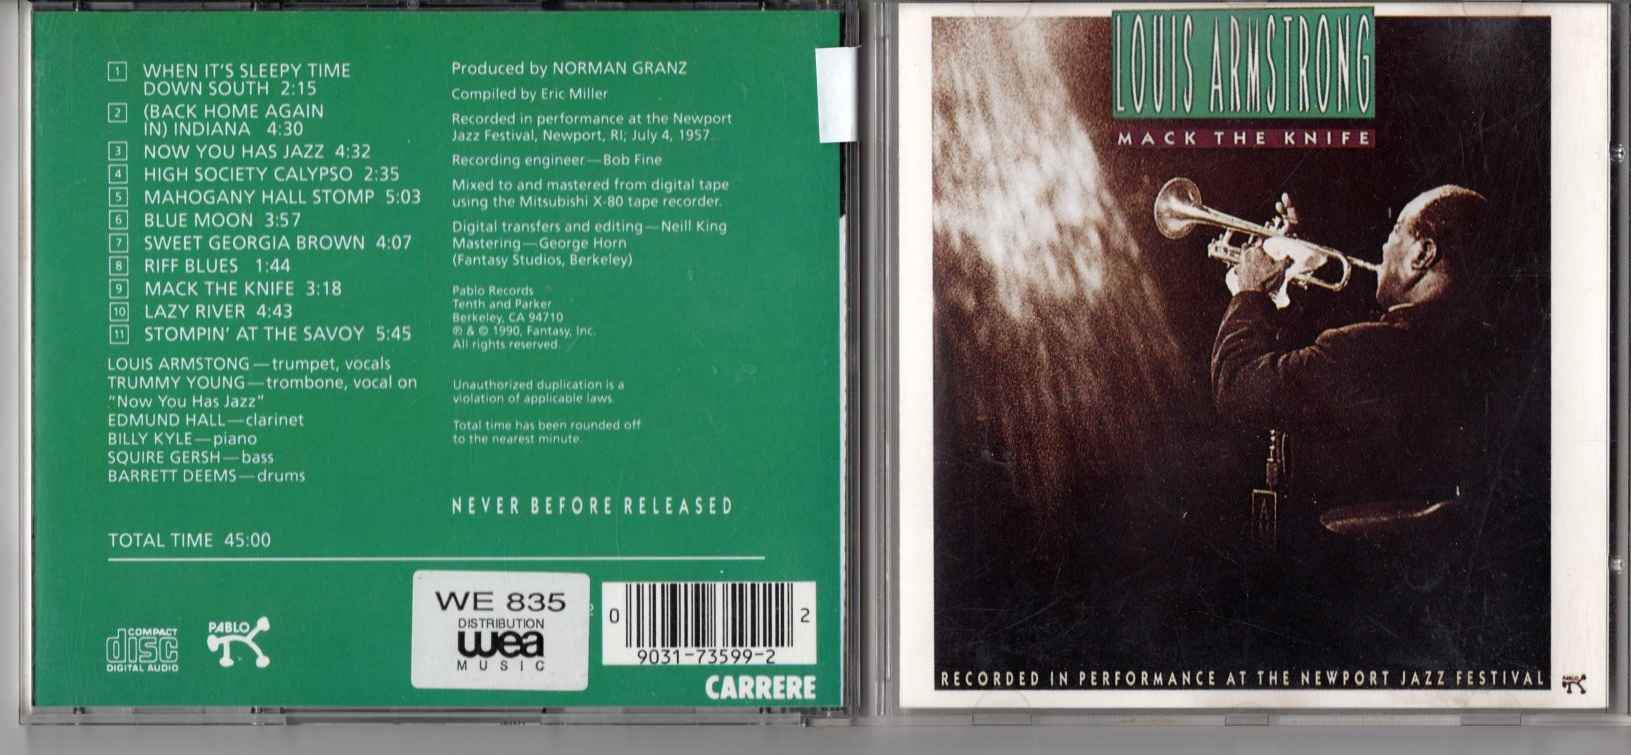 1 WHEN IT'S SLEEPY TIME
DOWN SOUTH 2:15
2 (BACK HOME AGAIN
IN) INDIANA 4:30
3 NOW YOU HAS JAZZ 4:32
4 HIGH SOCIETY CALYPSO 2:35
5 MAHOGANY HALL STOMP 5:03
6 BLUE MOON 3:57
7 SWEET GEORGIA BROWN 4:07
8 RIFF BLUES 1:44
9 MACK THE KNIFE 3:18
10 LAZY RIVER 4:43
11 STOMPIN' AT THE SAVOY 5:45
LOUIS ARMSTONG—trumpet, vocals
TRUMMY YOUNG—trombone, vocal on
"Now You Has Jazz"
EDMUND HALL—clarinet
BILLY KYLE—piano
SQUIRE GERSH—bass
BARRETT DEEMS—drums
TOTAL TIME 45:00
Produced by NORMAN GRANZ
Compiled by Eric Miller
Recorded in performance at the Newport
Jazz Festival, Newport, RI; July 4, 1957.
Recording engineer—Bob Fine
Mixed to and mastered from digital tape
using the Mitsubishi X-80 tape recorder.
Digital transfers and editing—Neill King
Mastering—George Horn
(Fantasy Studios, Berkeley)
Pablo Records
Tenth and Parker
Berkeley, CA 94710
℗ & © 1990, Fantasy, Inc.
All rights reserved.
Unauthorized duplication is a
violation of applicable laws.
Total time has been rounded off
to the nearest minute.
NEVER BEFORE RELEASED
COMPACT
disc
DIGITAL AUDIO
PABLO
WE 835
DISTRIBUTION
wea
MUSIC
0 2
9031-73599-2
CARRERE
LOUIS ARMSTRONG
MACK THE KNIFE
RECORDED IN PERFORMANCE AT THE NEWPORT JAZZ FESTIVAL
PABLO